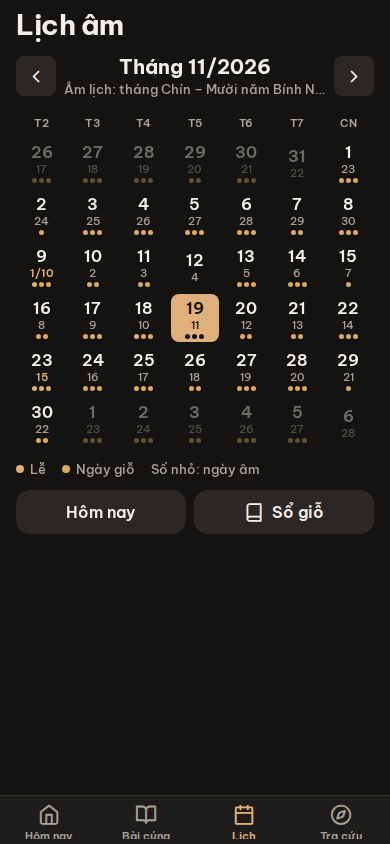 Lịch âm
Tháng 11/2026
Âm lịch: tháng Chín – Mười năm Bính N...
T2 T3 T4 T5 T6 T7 CN
26 27 28 29 30 31 1
17 18 19 20 21 22 23
2 3 4 5 6 7 8
24 25 26 27 28 29 30
9 10 11 12 13 14 15
1/10 2 3 4 5 6 7
16 17 18 19 20 21 22
8 9 10 11 12 13 14
23 24 25 26 27 28 29
15 16 17 18 19 20 21
30 1 2 3 4 5 6
22 23 24 25 26 27 28
Lễ Ngày giỗ Số nhỏ: ngày âm
Hôm nay Sổ giỗ
Hôm nay Bài cúng Lịch Tra cứu